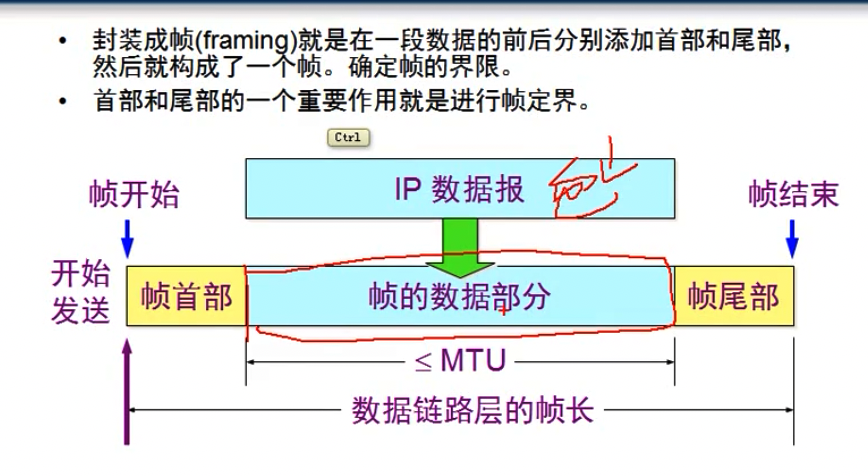 • 封装成帧(framing)就是在一段数据的前后分别添加首部和尾部，
然后就构成了一个帧。确定帧的界限。
• 首部和尾部的一个重要作用就是进行帧定界。
Ctrl
IP 数据报
帧开始
帧结束
开始
发送
帧首部
帧的数据部分
帧尾部
≤ MTU
数据链路层的帧长